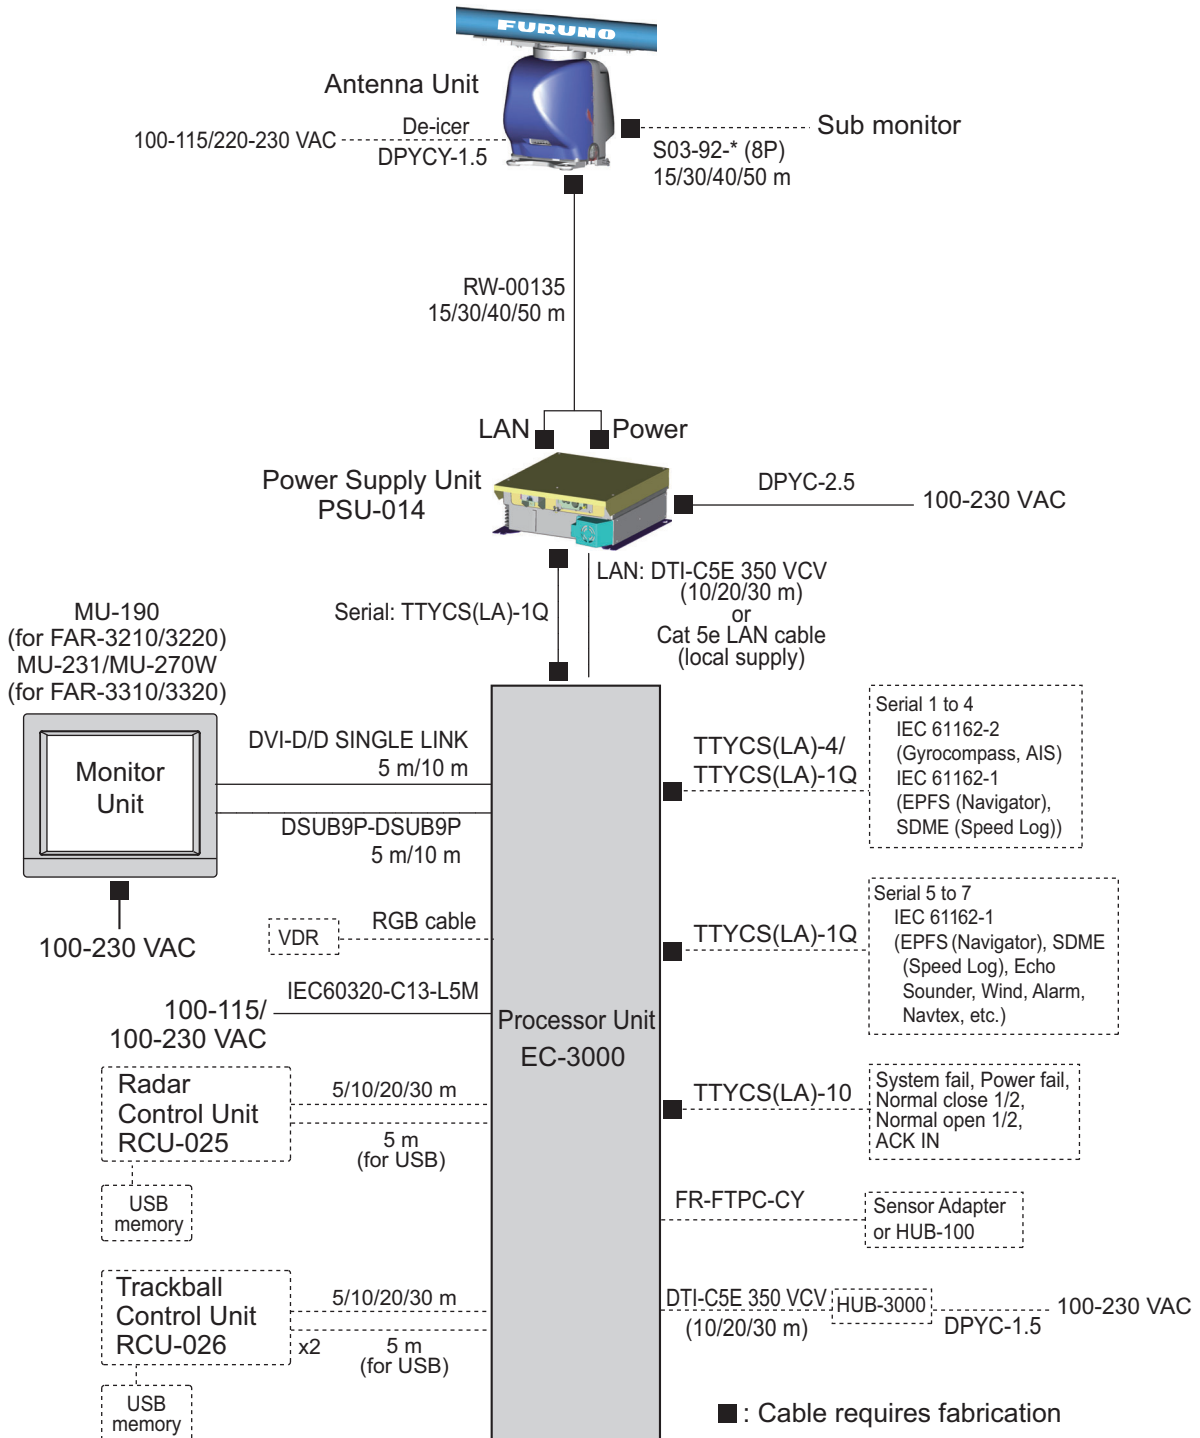 FURUNO
Antenna Unit
De-icer
100-115/220-230 VAC
DPYCY-1.5
Sub monitor
S03-92-* (8P)
15/30/40/50 m
RW-00135
15/30/40/50 m
LAN
Power
Power Supply Unit
PSU-014
DPYC-2.5
100-230 VAC
LAN: DTI-C5E 350 VCV
(10/20/30 m)
or
Cat 5e LAN cable
(local supply)
Serial: TTYCS(LA)-1Q
MU-190
(for FAR-3210/3220)
MU-231/MU-270W
(for FAR-3310/3320)
Monitor
Unit
100-230 VAC
DVI-D/D SINGLE LINK
5 m/10 m
DSUB9P-DSUB9P
5 m/10 m
VDR
RGB cable
IEC60320-C13-L5M
100-115/
100-230 VAC
Processor Unit
EC-3000
Radar
Control Unit
RCU-025
5/10/20/30 m
5 m
(for USB)
USB
memory
Trackball
Control Unit
RCU-026
x2
5/10/20/30 m
5 m
(for USB)
USB
memory
TTYCS(LA)-4/
TTYCS(LA)-1Q
Serial 1 to 4
IEC 61162-2
(Gyrocompass, AIS)
IEC 61162-1
(EPFS (Navigator),
SDME (Speed Log))
TTYCS(LA)-1Q
Serial 5 to 7
IEC 61162-1
(EPFS (Navigator), SDME
(Speed Log), Echo
Sounder, Wind, Alarm,
Navtex, etc.)
TTYCS(LA)-10
System fail, Power fail,
Normal close 1/2,
Normal open 1/2,
ACK IN
FR-FTPC-CY
Sensor Adapter
or HUB-100
DTI-C5E 350 VCV
(10/20/30 m)
HUB-3000
DPYC-1.5
100-230 VAC
■ : Cable requires fabrication